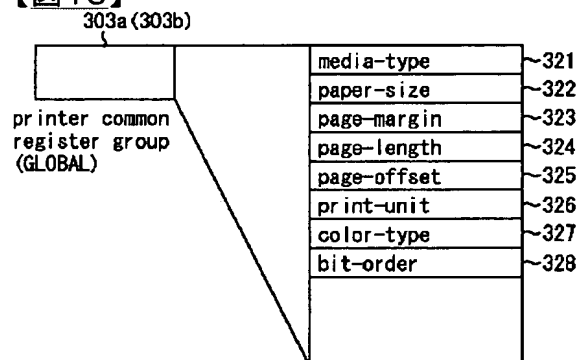 303a (303b)
media-type ~321
paper-size ~322
page-margin ~323
page-length ~324
page-offset ~325
print-unit ~326
color-type ~327
bit-order ~328
printer common
register group
(GLOBAL)